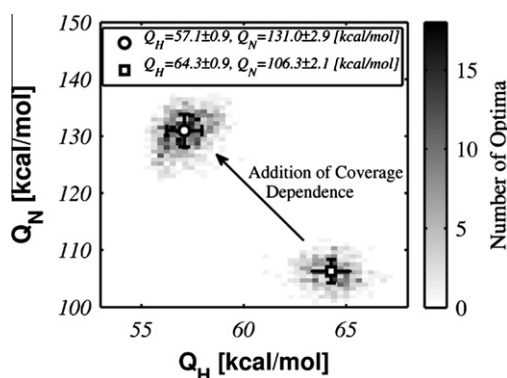 150
140
130
120
110
100
Q_N [kcal/mol]
Q_H=57.1±0.9, Q_N=131.0±2.9 [kcal/mol]
Q_H=64.3±0.9, Q_N=106.3±2.1 [kcal/mol]
Addition of Coverage
Dependence
55
60
65
Q_H [kcal/mol]
15
10
5
0
Number of Optima